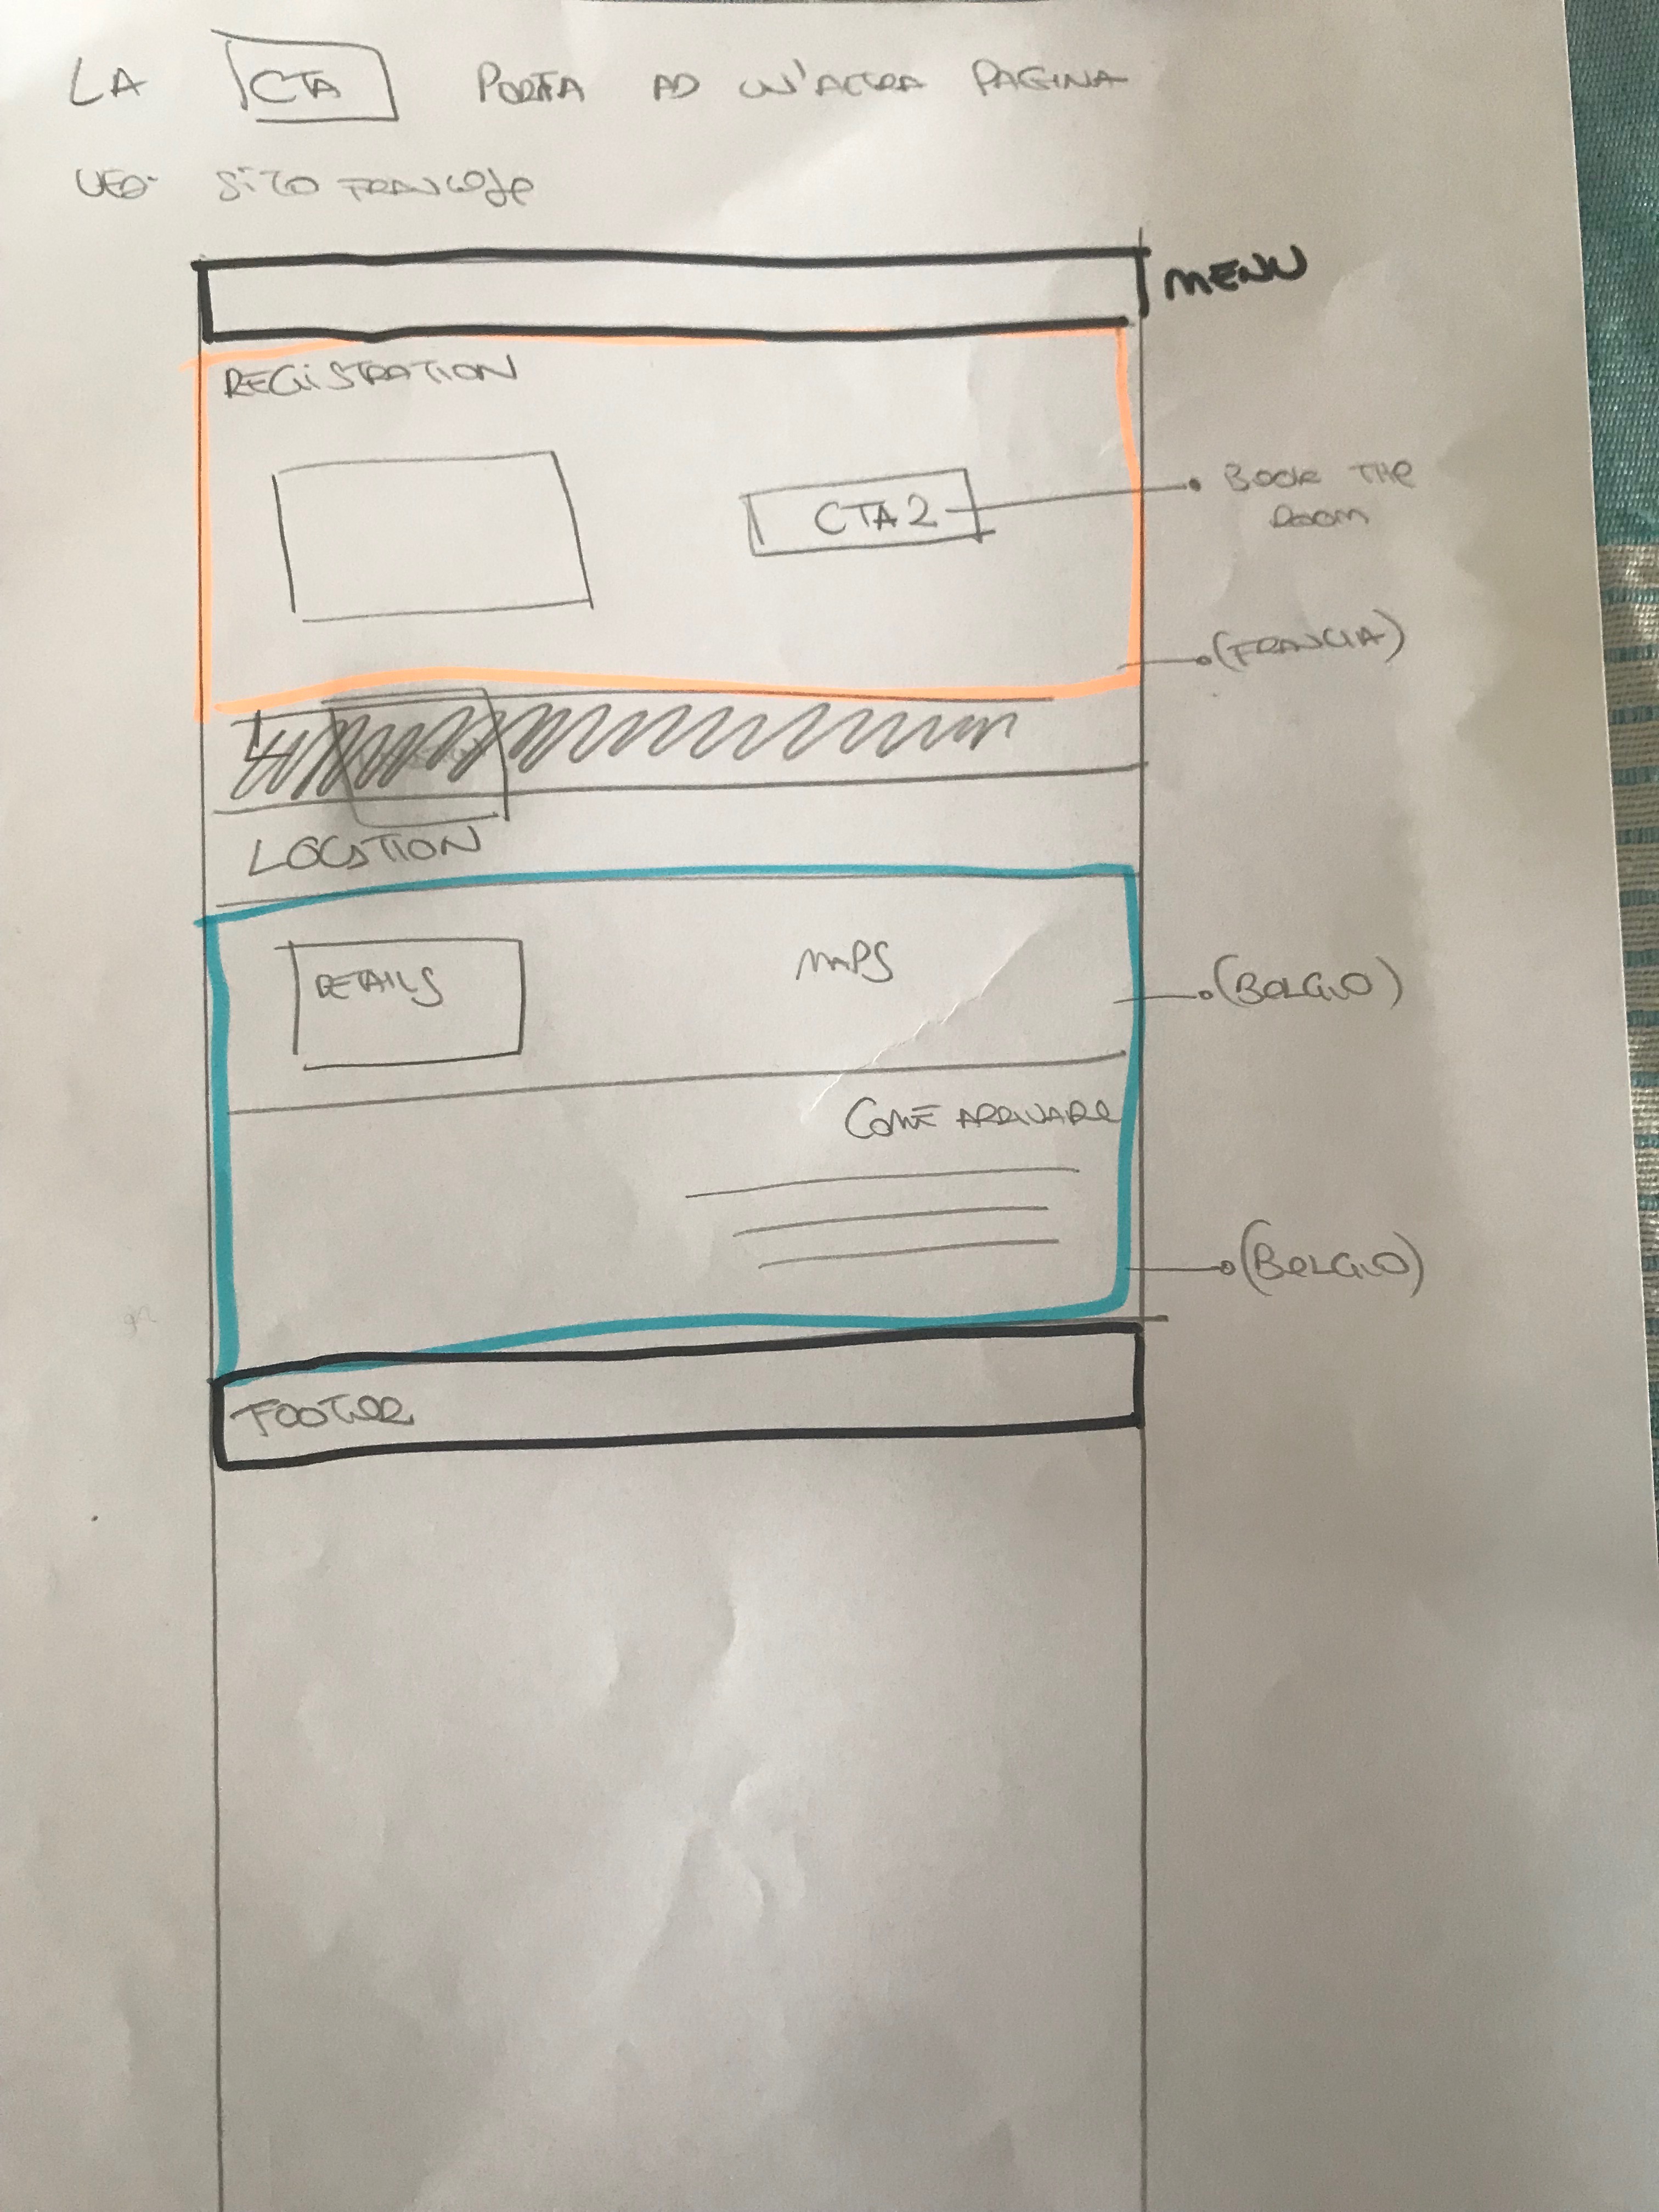 LA CTA PORTA AD UN'ALTRA PAGINA
VED. SITO FRANCESE
MENU
REGISTRATION
CTA 2
BOOK THE
ROOM
(FRANCIA)
LOCATION
DETAILS
MAPS
(BELGIO)
COME ARRIVARE
(BELGIO)
FOOTER